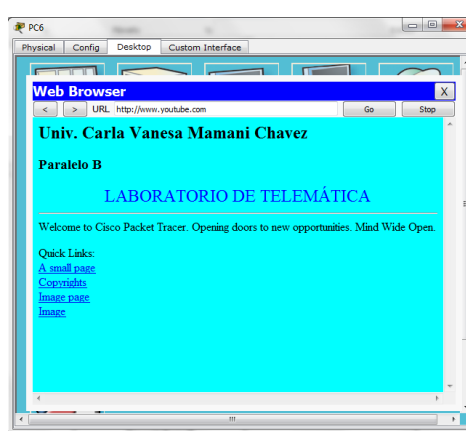 PC6
Physical Config Desktop Custom Interface
Web Browser X
< > URL http://www.youtube.com Go Stop
Univ. Carla Vanesa Mamani Chavez
Paralelo B
LABORATORIO DE TELEMÁTICA
Welcome to Cisco Packet Tracer. Opening doors to new opportunities. Mind Wide Open.
Quick Links:
A small page
Copyrights
Image page
Image